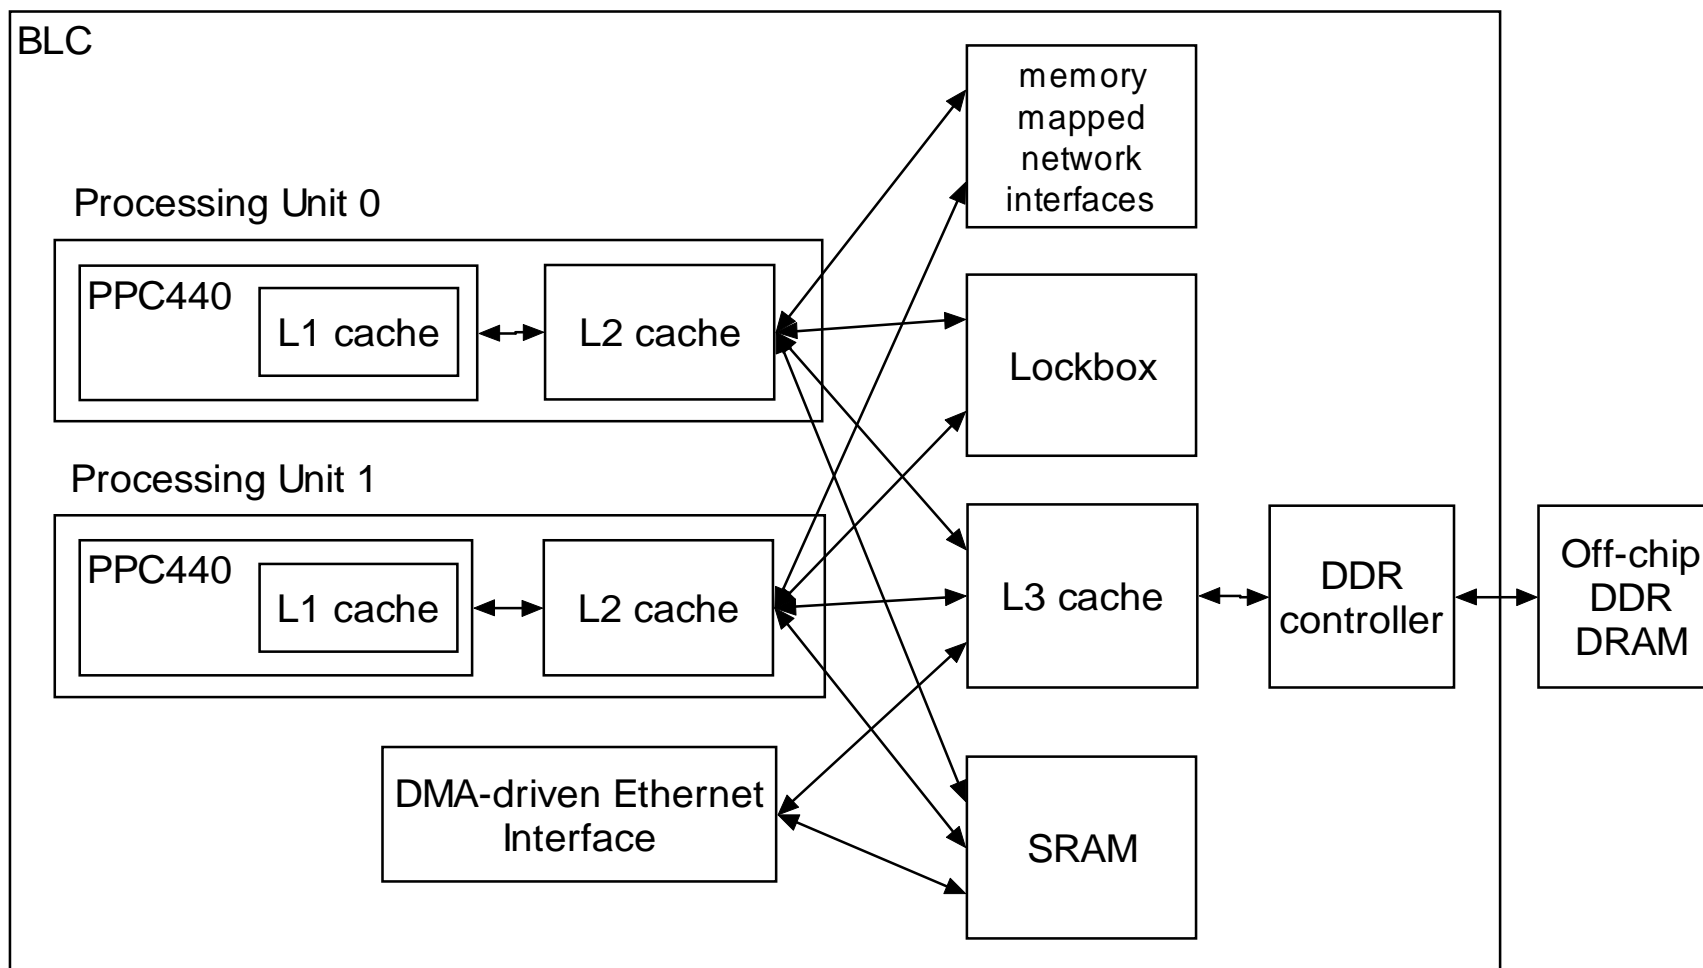 BLC
memory
mapped
network
interfaces
Processing Unit 0
PPC440
L1 cache
L2 cache
Lockbox
Processing Unit 1
PPC440
L1 cache
L2 cache
L3 cache
DDR
controller
Off-chip
DDR
DRAM
DMA-driven Ethernet
Interface
SRAM